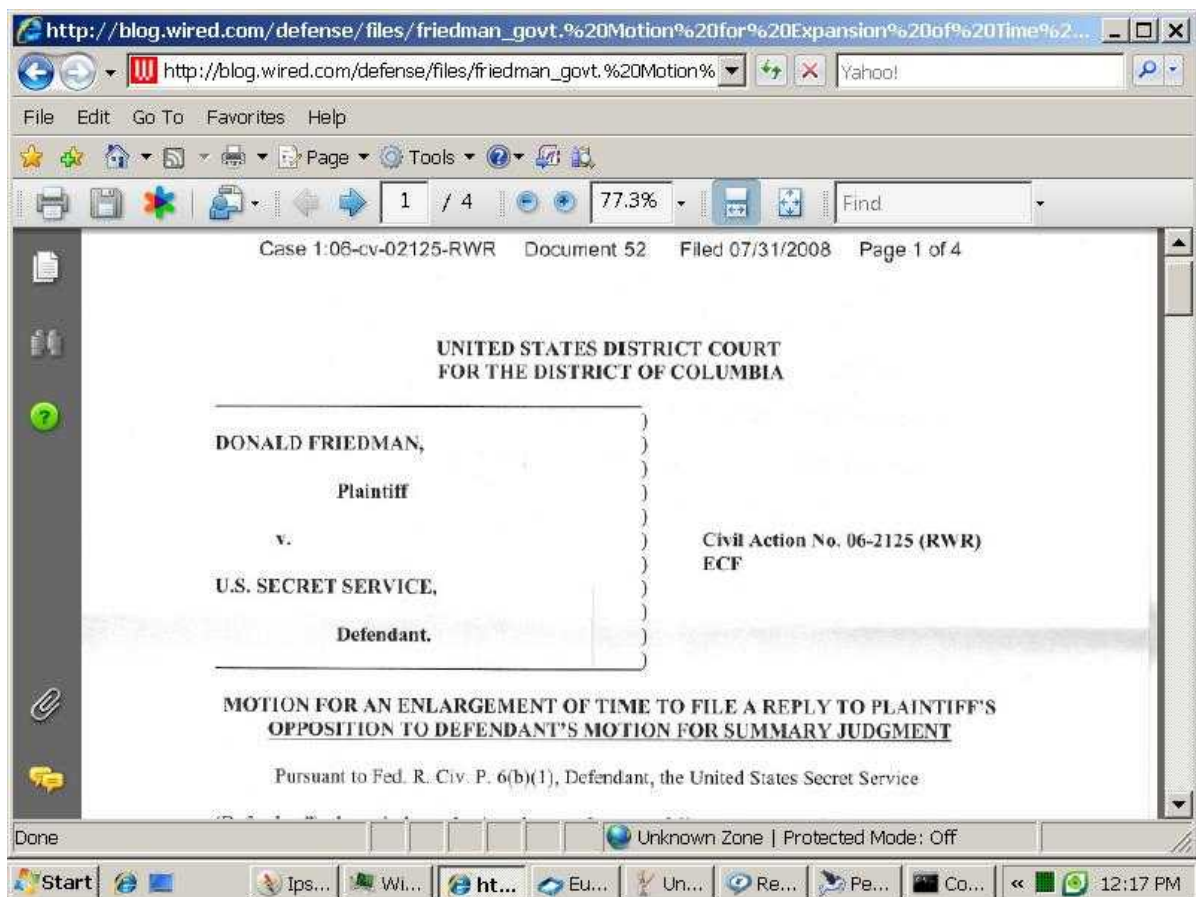 http://blog.wired.com/defense/files/friedman_govt.%20Motion%20for%20Expansion%20of%20Time%2...
http://blog.wired.com/defense/files/friedman_govt.%20Motion% Yahoo!
File Edit Go To Favorites Help
Page Tools
1 / 4 77.3% Find
Case 1:06-cv-02125-RWR Document 52 Filed 07/31/2008 Page 1 of 4
UNITED STATES DISTRICT COURT
FOR THE DISTRICT OF COLUMBIA
DONALD FRIEDMAN,
Plaintiff
v.
Civil Action No. 06-2125 (RWR)
ECF
U.S. SECRET SERVICE,
Defendant.
MOTION FOR AN ENLARGEMENT OF TIME TO FILE A REPLY TO PLAINTIFF'S
OPPOSITION TO DEFENDANT'S MOTION FOR SUMMARY JUDGMENT
Pursuant to Fed. R. Civ. P. 6(b)(1), Defendant, the United States Secret Service
Done Unknown Zone | Protected Mode: Off
Start Ips... Wi... ht... Eu... Un... Re... Pe... Co... « 12:17 PM